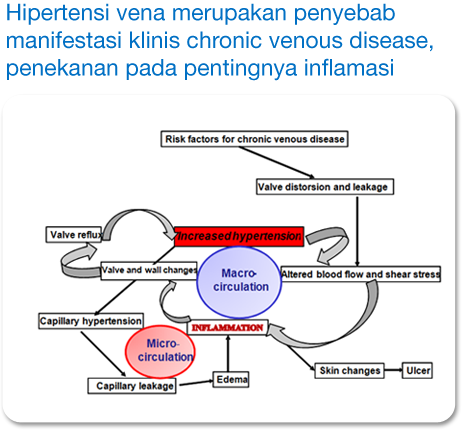 Hipertensi vena merupakan penyebab
manifestasi klinis chronic venous disease,
penekanan pada pentingnya inflamasi
Risk factors for chronic venous disease
Valve distorsion and leakage
Valve reflux
Increased hypertension
Valve and wall changes
Macro-
circulation
Altered blood flow and shear stress
Capillary hypertension
INFLAMMATION
Micro-
circulation
Capillary leakage
Edema
Skin changes
Ulcer